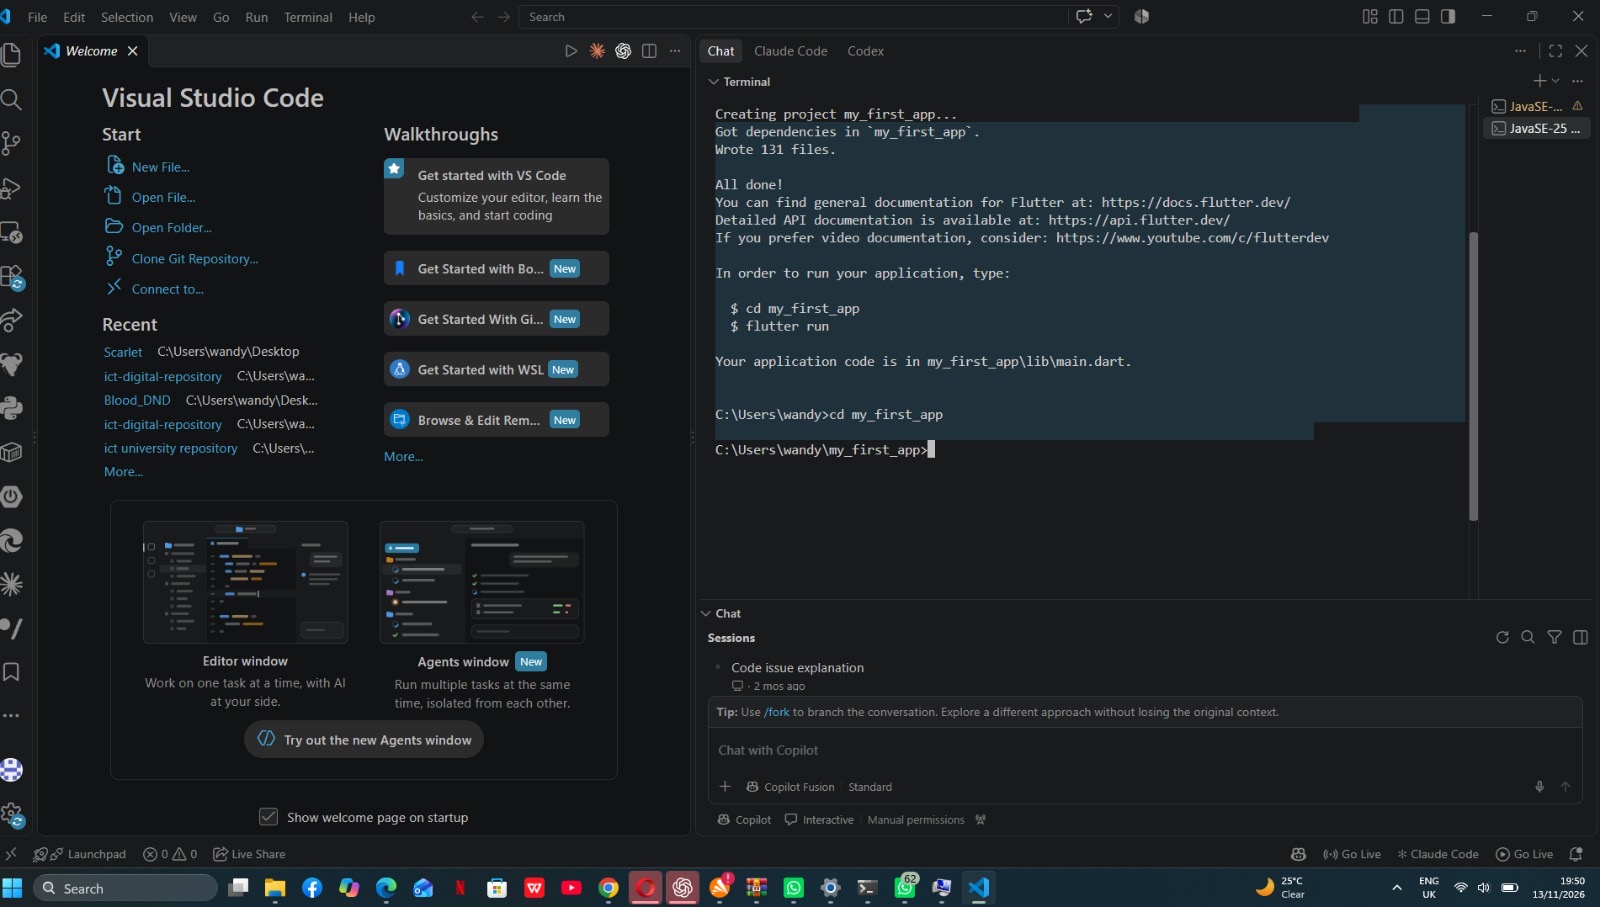 File Edit Selection View Go Run Terminal Help
Search
Welcome
Chat Claude Code Codex
Visual Studio Code
Start
New File...
Open File...
Open Folder...
Clone Git Repository...
Connect to...
Recent
Scarlet C:\Users\wandy\Desktop
ict-digital-repository C:\Users\wa...
Blood_DND C:\Users\wandy\Desk...
ict-digital-repository C:\Users\wa...
ict university repository C:\Users\...
More...
Walkthroughs
Get started with VS Code
Customize your editor, learn the
basics, and start coding
Get Started with Bo... New
Get Started With Gi... New
Get Started with WSL New
Browse & Edit Rem... New
More...
Editor window
Work on one task at a time, with AI
at your side.
Agents window New
Run multiple tasks at the same
time, isolated from each other.
Try out the new Agents window
Show welcome page on startup
Terminal
JavaSE-...
JavaSE-25 ...
Creating project my_first_app...
Got dependencies in `my_first_app`.
Wrote 131 files.
All done!
You can find general documentation for Flutter at: https://docs.flutter.dev/
Detailed API documentation is available at: https://api.flutter.dev/
If you prefer video documentation, consider: https://www.youtube.com/c/flutterdev
In order to run your application, type:
$ cd my_first_app
$ flutter run
Your application code is in my_first_app\lib\main.dart.
C:\Users\wandy>cd my_first_app
C:\Users\wandy\my_first_app>
Chat
Sessions
Code issue explanation
· 2 mos ago
Tip: Use /fork to branch the conversation. Explore a different approach without losing the original context.
Chat with Copilot
Copilot Fusion Standard
Copilot Interactive Manual permissions
Launchpad 0 0 Live Share
Go Live Claude Code Go Live
Search
62
25°C
Clear
ENG
UK
19:50
13/11/2026